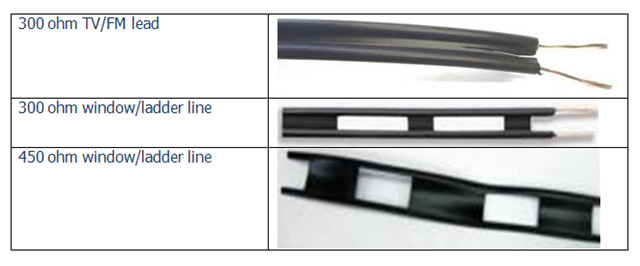 300 ohm TV/FM lead
300 ohm window/ladder line
450 ohm window/ladder line